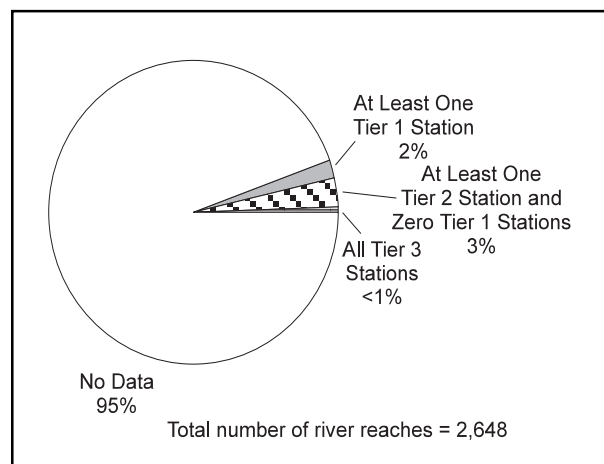 At Least One
Tier 1 Station
2%
At Least One
Tier 2 Station and
Zero Tier 1 Stations
3%
All Tier 3
Stations
<1%
No Data
95%
Total number of river reaches = 2,648